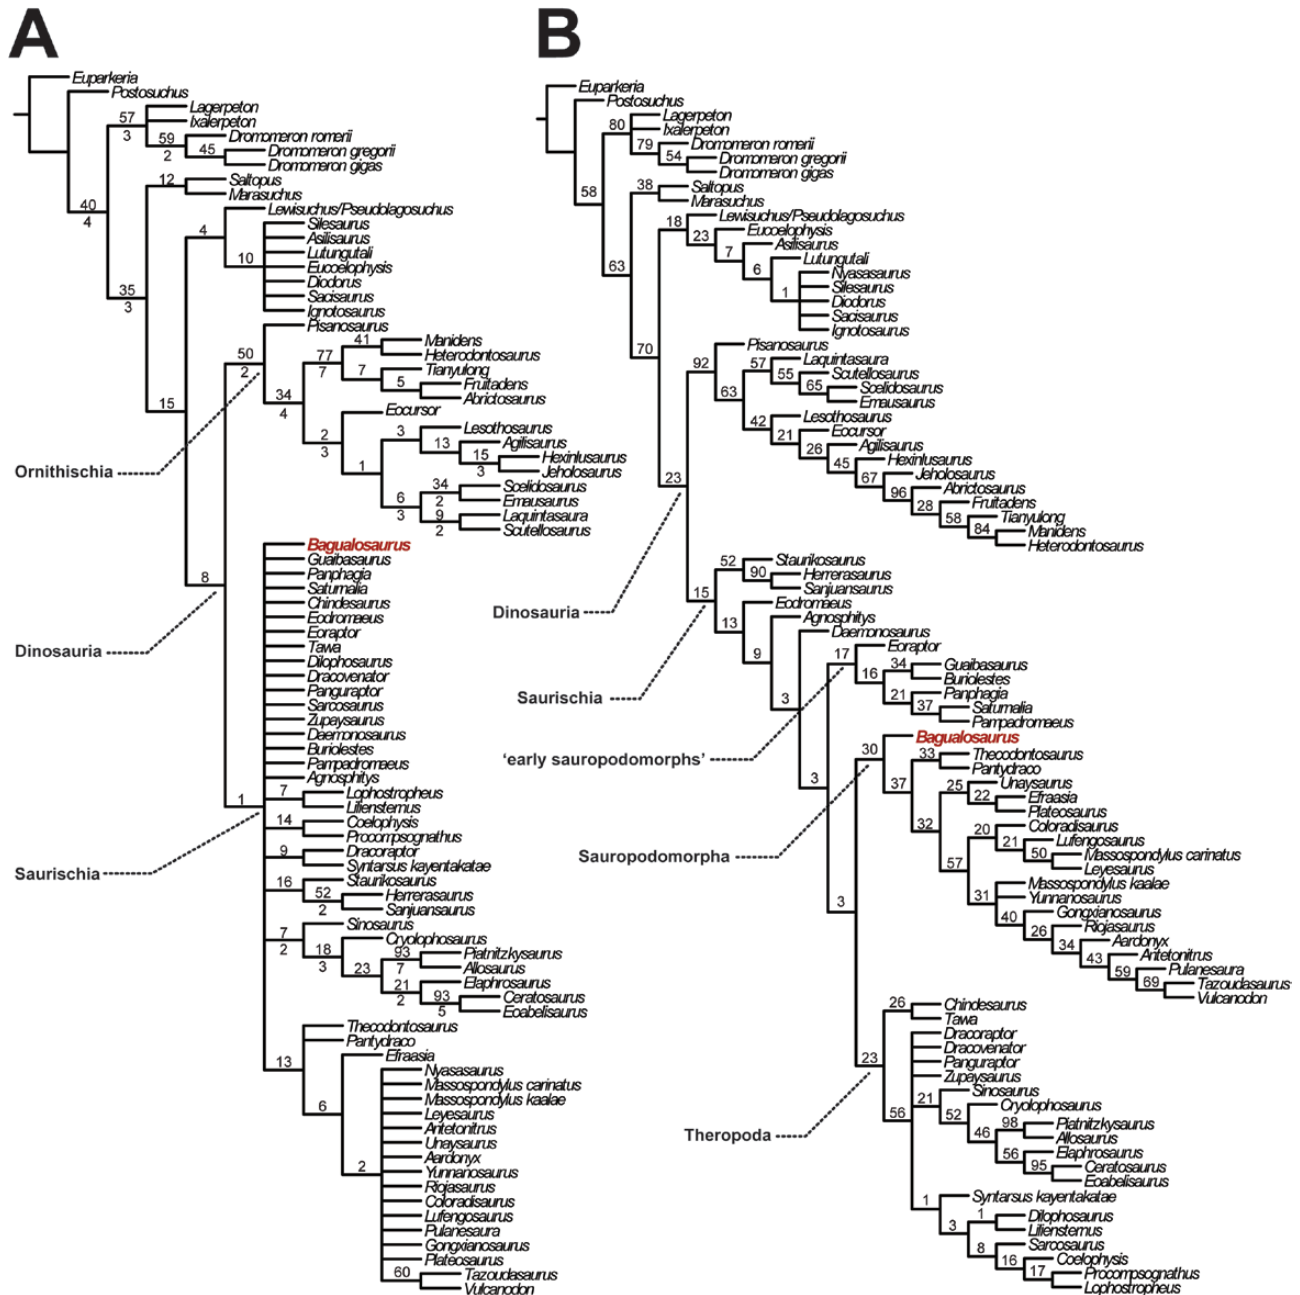 A
Euparkeria
Postosuchus
Lagerpeton
57
Ixalerpeton
3
59
Dromomeron romerii
2
45
Dromomeron gregorii
Dromomeron gigas
12
Saltopus
Marasuchus
40
4
Lewisuchus/Pseudolagosuchus
4
Silesaurus
Asilisaurus
Lutungutali
10
Eucoelophysis
Diodorus
35
3
Sacisaurus
Ignotosaurus
Pisanosaurus
41
Manidens
50
2
77
7
Heterodontosaurus
7
Tianyulong
5
Fruitadens
34
4
Abrictosaurus
15
Eocursor
3
Lesothosaurus
2
3
13
Agilisaurus
15
3
Hexinlusaurus
1
Jeholosaurus
Ornithischia
34
2
Scelidosaurus
6
3
Emausaurus
9
2
Laquintasaura
Scutellosaurus
Bagualosaurus
Guaibasaurus
8
Panphagia
Saturnalia
Chindesaurus
Eodromaeus
Eoraptor
Dinosauria
Tawa
Dilophosaurus
Dracovenator
Panguraptor
Sarcosaurus
Zupaysaurus
Daemonosaurus
Buriolestes
Pampadromaeus
Agnosphitys
1
7
Lophostropheus
Liliensternus
14
Coelophysis
Procompsognathus
9
Dracoraptor
Syntarsus kayentakatae
Saurischia
16
Staurikosaurus
52
2
Herrerasaurus
Sanjuansaurus
7
2
Sinosaurus
18
3
Cryolophosaurus
93
7
Piatnitzkysaurus
23
Allosaurus
21
2
Elaphrosaurus
93
5
Ceratosaurus
Eoabelisaurus
Thecodontosaurus
Pantydraco
13
Efraasia
Nyasasaurus
Massospondylus carinatus
6
Massospondylus kaalae
Leyesaurus
Antetonitrus
Unaysaurus
Aardonyx
2
Yunnanosaurus
Riojasaurus
Coloradisaurus
Lufengosaurus
Pulanesaura
Gongxianosaurus
Plateosaurus
60
Tazoudasaurus
Vulcanodon
B
Euparkeria
Postosuchus
Lagerpeton
80
Ixalerpeton
79
Dromomeron romerii
54
Dromomeron gregorii
Dromomeron gigas
58
38
Saltopus
Marasuchus
18
Lewisuchus/Pseudolagosuchus
23
Eucoelophysis
7
Asilisaurus
6
Lutungutali
63
Nyasasaurus
Silesaurus
1
Diodorus
Sacisaurus
Ignotosaurus
70
Pisanosaurus
92
57
Laquintasaura
55
Scutellosaurus
63
65
Scelidosaurus
Emausaurus
42
Lesothosaurus
21
Eocursor
26
Agilisaurus
45
Hexinlusaurus
67
Jeholosaurus
23
96
Abrictosaurus
28
Fruitadens
58
Tianyulong
84
Manidens
Heterodontosaurus
52
Staurikosaurus
90
Herrerasaurus
Sanjuansaurus
15
Eodromaeus
Dinosauria
13
Agnosphitys
Daemonosaurus
9
17
Eoraptor
34
Guaibasaurus
16
Buriolestes
Saurischia
3
21
Panphagia
37
Saturnalia
Pampadromaeus
'early sauropodomorphs'
30
Bagualosaurus
33
Thecodontosaurus
Pantydraco
3
37
25
Unaysaurus
22
Efraasia
Plateosaurus
32
20
Coloradisaurus
21
Lufengosaurus
Sauropodomorpha
50
Massospondylus carinatus
57
Leyesaurus
Massospondylus kaalae
31
Yunnanosaurus
3
40
Gongxianosaurus
26
Riojasaurus
34
Aardonyx
43
Antetonitrus
59
Pulanesaura
69
Tazoudasaurus
Vulcanodon
26
Chindesaurus
Tawa
Dracoraptor
Dracovenator
23
Panguraptor
Zupaysaurus
21
Sinosaurus
52
Cryolophosaurus
56
98
Piatnitzkysaurus
46
Allosaurus
Theropoda
56
Elaphrosaurus
95
Ceratosaurus
Eoabelisaurus
1
Syntarsus kayentakatae
1
Dilophosaurus
3
Liliensternus
8
Sarcosaurus
16
Coelophysis
17
Procompsognathus
Lophostropheus